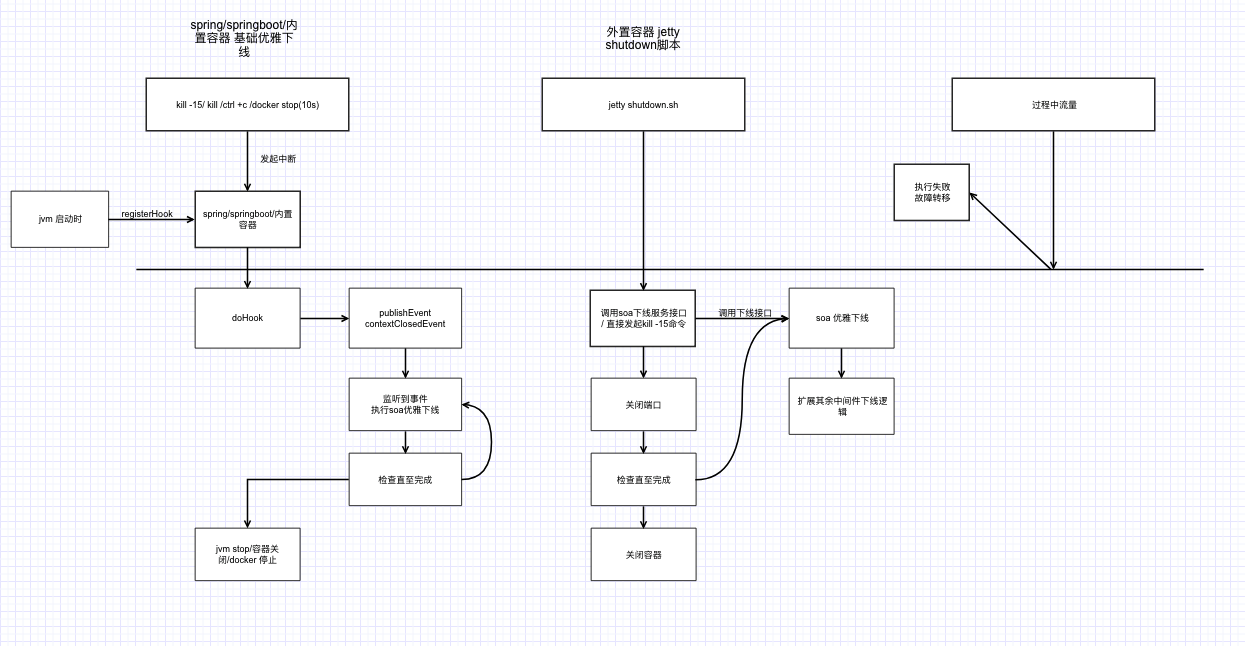 spring/springboot/内
置容器 基础优雅下
线
外置容器 jetty
shutdown脚本
kill -15/ kill /ctrl +c /docker stop(10s)
jetty shutdown.sh
过程中流量
发起中断
执行失败
故障转移
jvm 启动时
registerHook
spring/springboot/内置
容器
doHook
publishEvent
contextClosedEvent
调用soa下线服务接口
/ 直接发起kill -15命令
调用下线接口
soa 优雅下线
监听到事件
执行soa优雅下线
关闭端口
扩展其余中间件下线逻
辑
检查直至完成
检查直至完成
jvm stop/容器关
闭/docker 停止
关闭容器